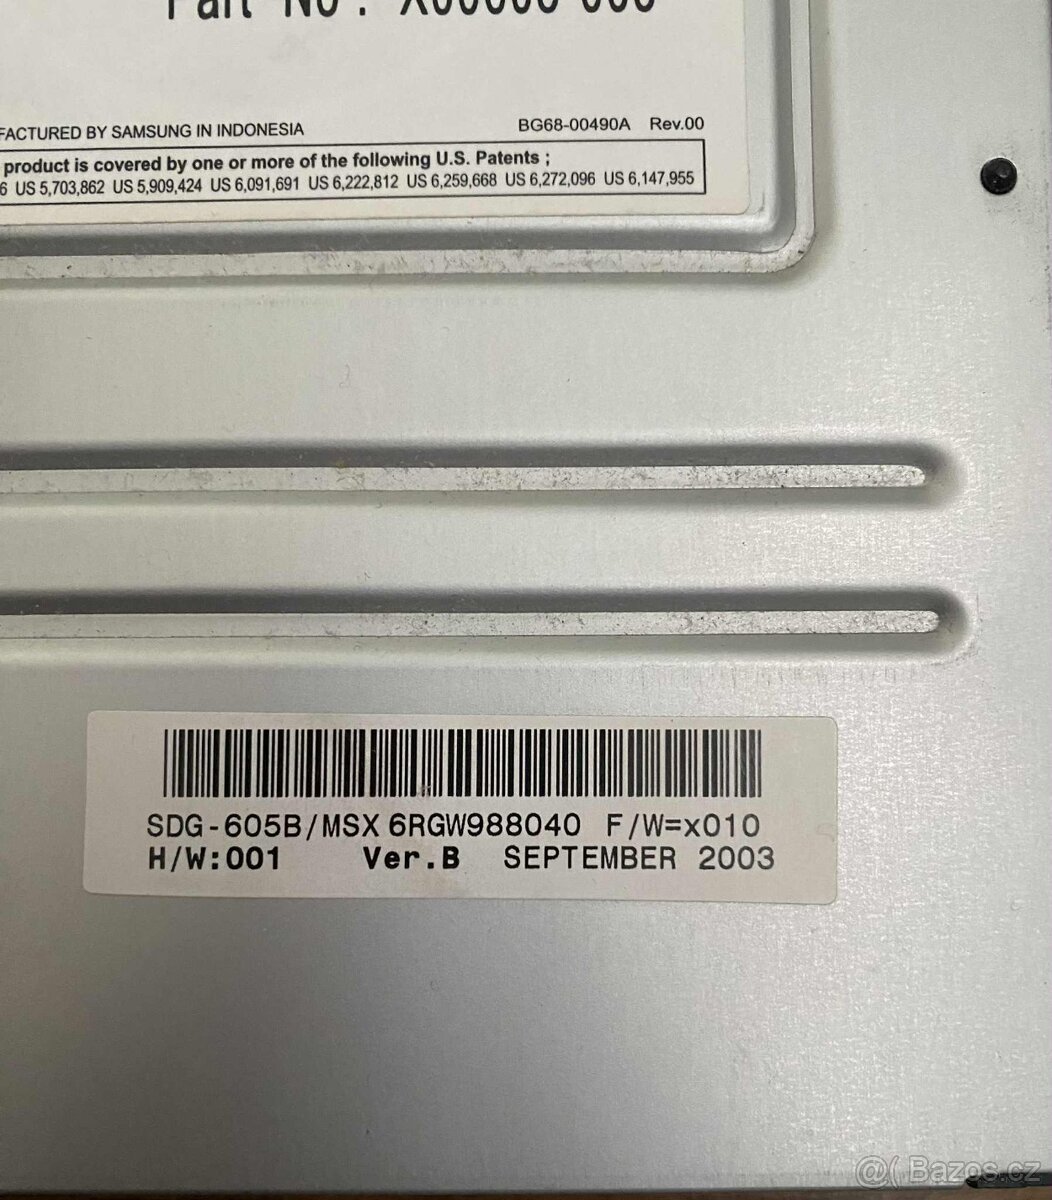 Part No :
FACTURED BY SAMSUNG IN INDONESIA BG68-00490A Rev.00
product is covered by one or more of the following U.S. Patents ;
6 US 5,703,862 US 5,909,424 US 6,091,691 US 6,222,812 US 6,259,668 US 6,272,096 US 6,147,955
SDG-605B/MSX 6RGW988040 F/W=x010
H/W:001 Ver.B SEPTEMBER 2003
@( Bazos.cz